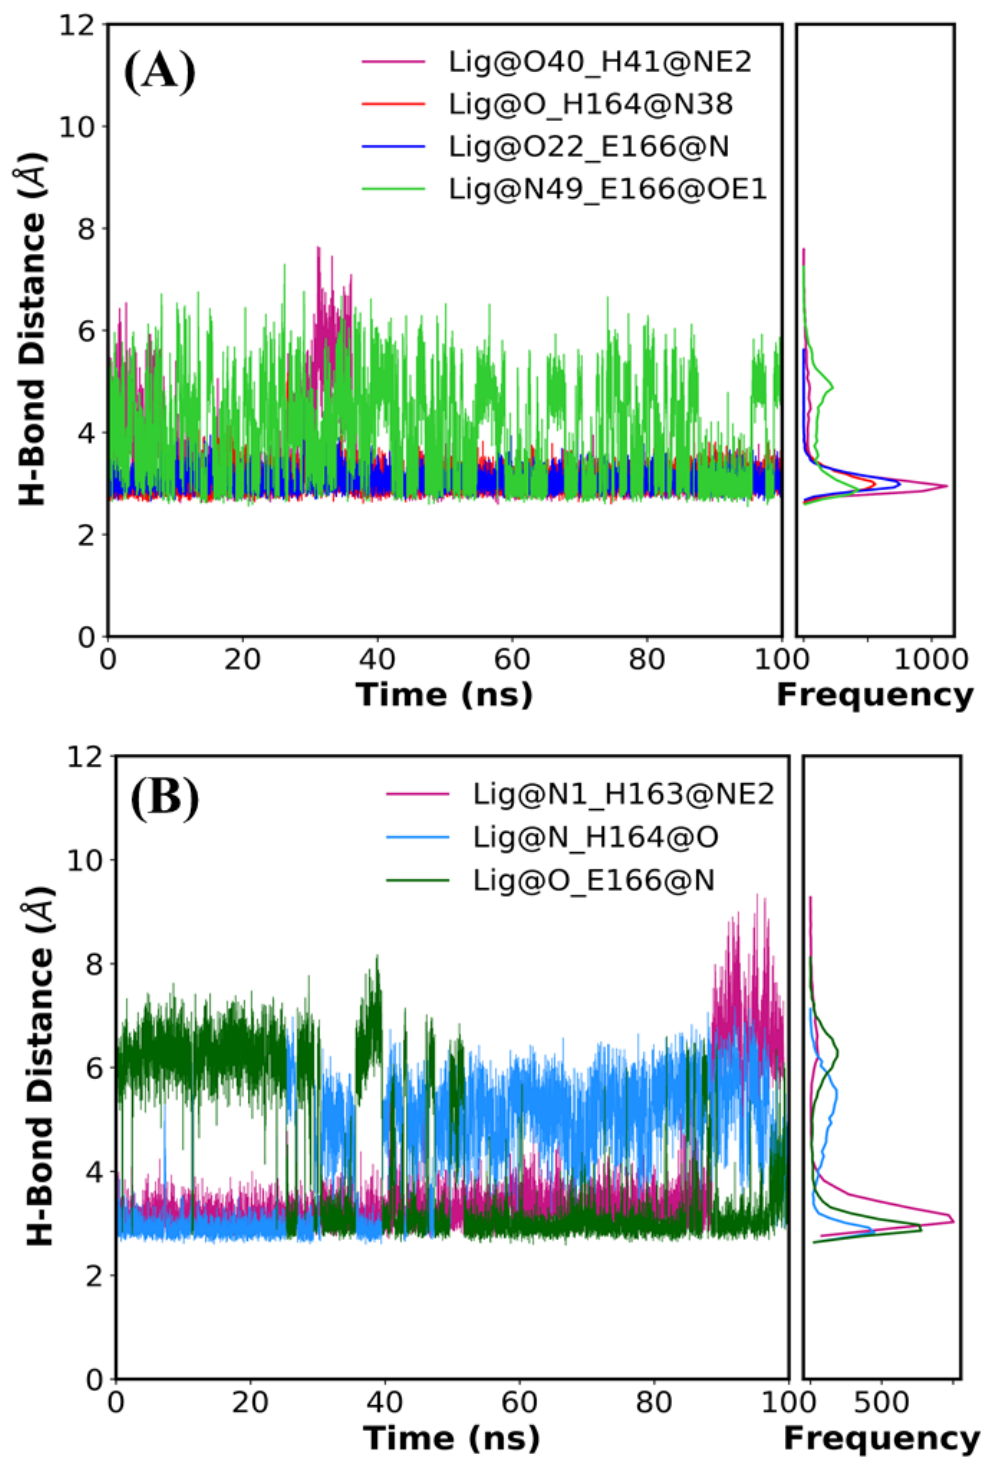 (A)
Lig@O40_H41@NE2
Lig@O_H164@N38
Lig@O22_E166@N
Lig@N49_E166@OE1
H-Bond Distance (Å)
12
10
8
6
4
2
0
0 20 40 60 80 100
0 1000
Time (ns)
Frequency
(B)
Lig@N1_H163@NE2
Lig@N_H164@O
Lig@O_E166@N
H-Bond Distance (Å)
12
10
8
6
4
2
0
0 20 40 60 80 100
0 500
Time (ns)
Frequency